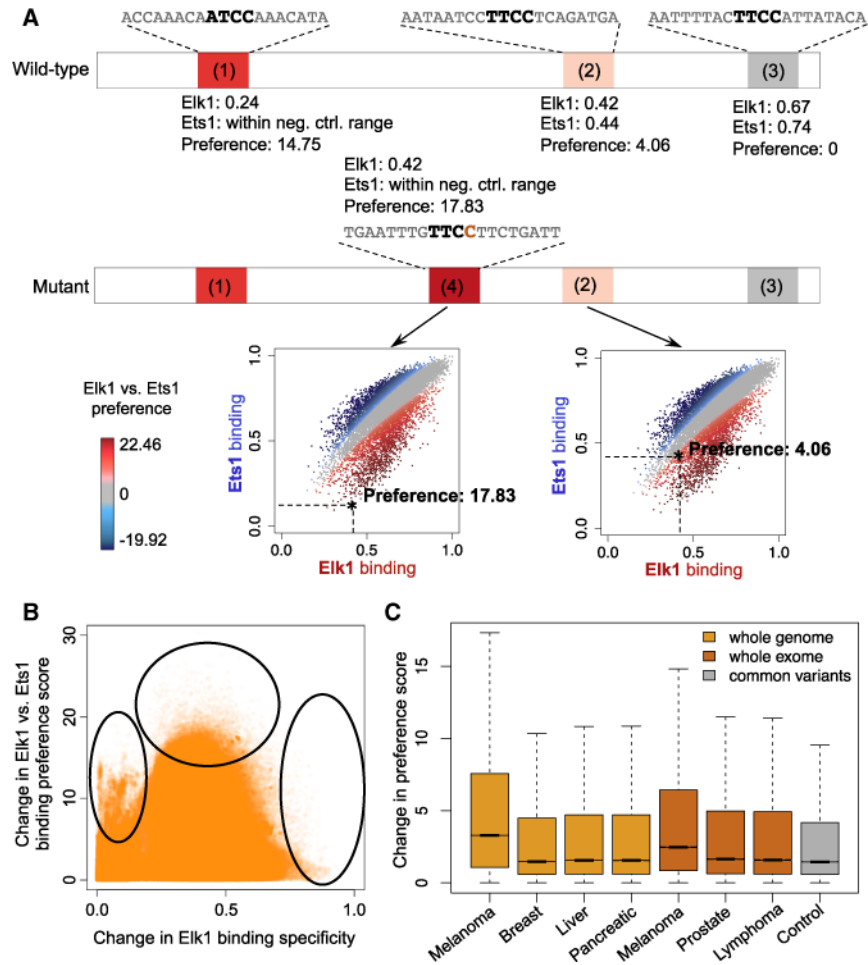 A
ACCAAACAATCCAAACATA
AATAATCCTTCCTCAGATGA
AATTTTACTTCCATTATACA
Wild-type
(1)
(2)
(3)
Elk1: 0.24
Ets1: within neg. ctrl. range
Preference: 14.75
Elk1: 0.42
Ets1: 0.44
Preference: 4.06
Elk1: 0.67
Ets1: 0.74
Preference: 0
Elk1: 0.42
Ets1: within neg. ctrl. range
Preference: 17.83
TGAATTTGTTCCTTCTGATT
Mutant
(1)
(4)
(2)
(3)
Elk1 vs. Ets1
preference
22.46
0
-19.92
Ets1 binding
1.0
0.5
0.0
Preference: 17.83
0.0
0.5
1.0
Elk1 binding
Ets1 binding
1.0
0.5
0.0
Preference: 4.06
0.0
0.5
1.0
Elk1 binding
B
Change in Elk1 vs. Ets1
binding preference score
30
20
10
0
0.0
0.5
1.0
Change in Elk1 binding specificity
C
Change in preference score
15
10
5
0
whole genome
whole exome
common variants
Melanoma
Breast
Liver
Pancreatic
Melanoma
Prostate
Lymphoma
Control